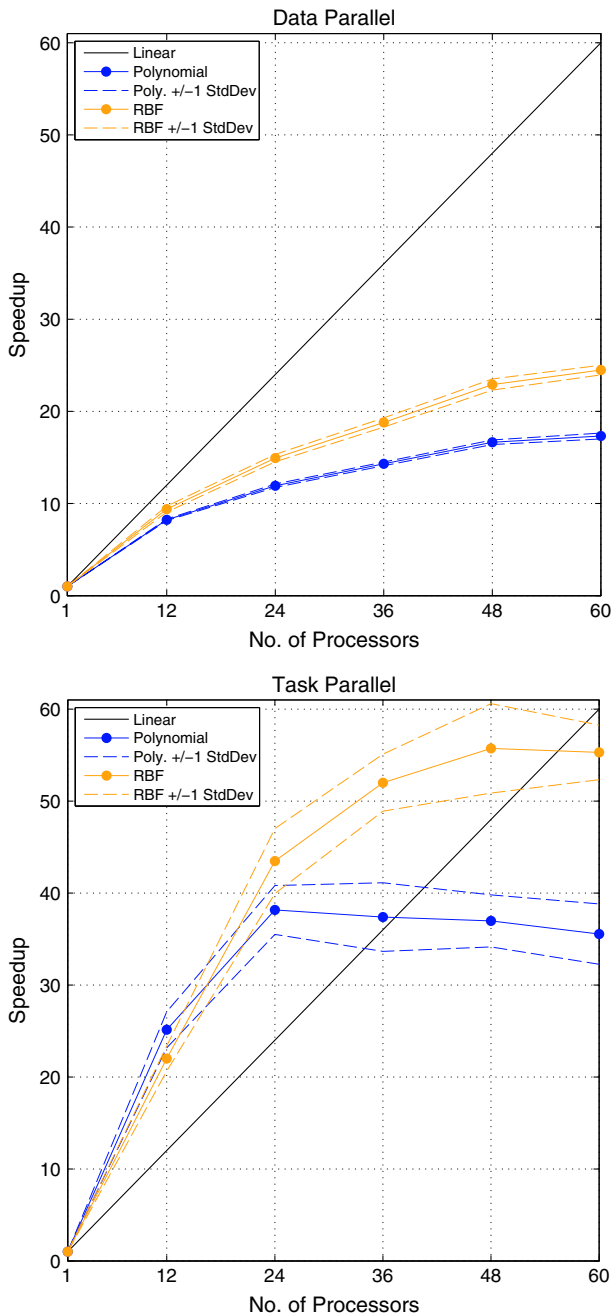 Data Parallel
60
50
40
30
20
10
0
Speedup
Linear
Polynomial
Poly. +/−1 StdDev
RBF
RBF +/−1 StdDev
1 12 24 36 48 60
No. of Processors
Task Parallel
60
50
40
30
20
10
0
Speedup
Linear
Polynomial
Poly. +/−1 StdDev
RBF
RBF +/−1 StdDev
1 12 24 36 48 60
No. of Processors